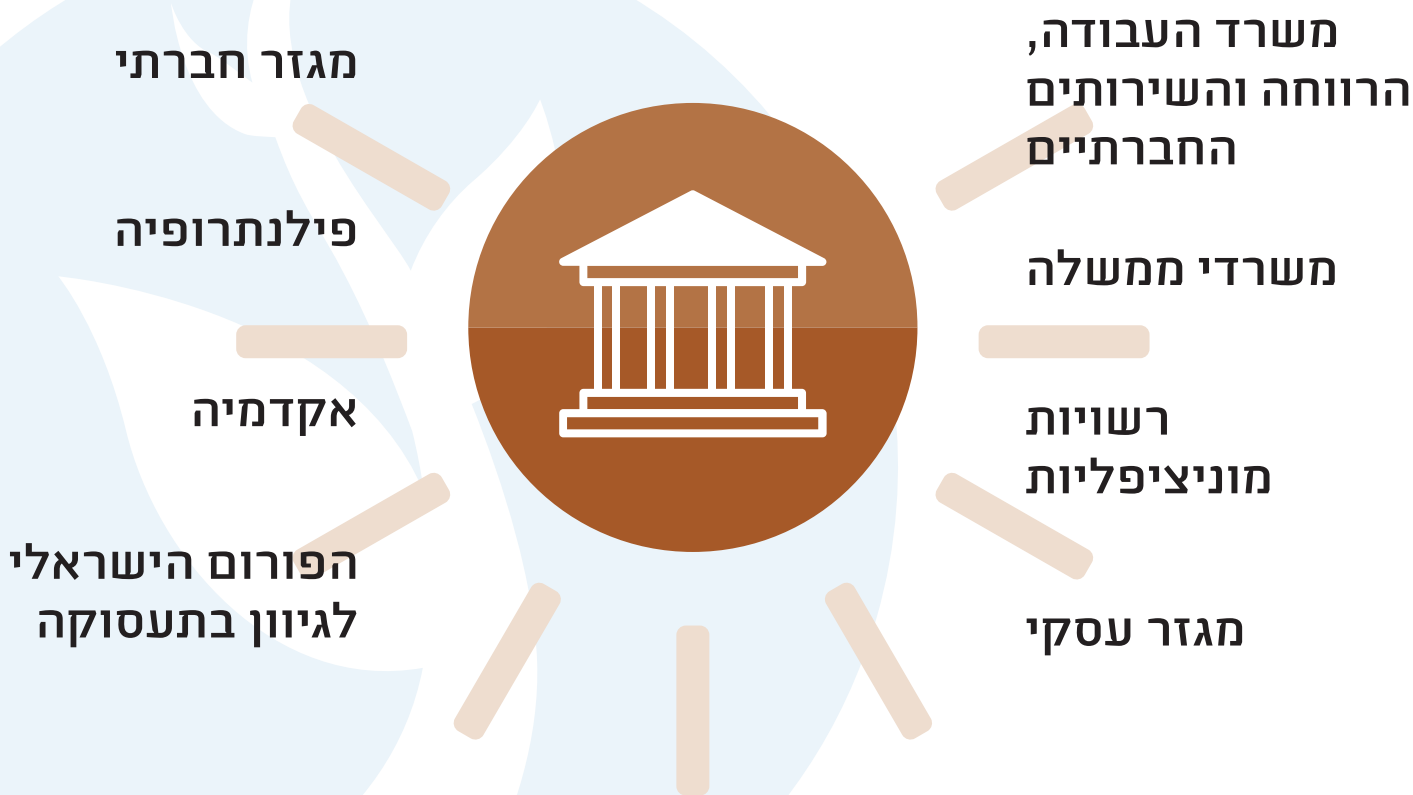 משרד העבודה,
הרווחה והשירותים
החברתיים
משרדי ממשלה
רשויות
מוניציפליות
מגזר עסקי
מגזר חברתי
פילנתרופיה
אקדמיה
הפורום הישראלי
לגיוון בתעסוקה